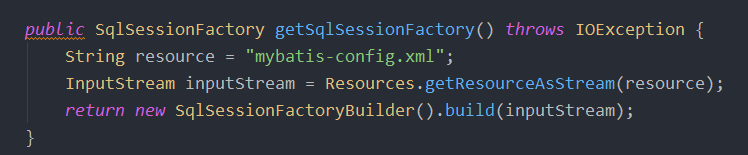 public SqlSessionFactory getSqlSessionFactory() throws IOException {
String resource = "mybatis-config.xml";
InputStream inputStream = Resources.getResourceAsStream(resource);
return new SqlSessionFactoryBuilder().build(inputStream);
}